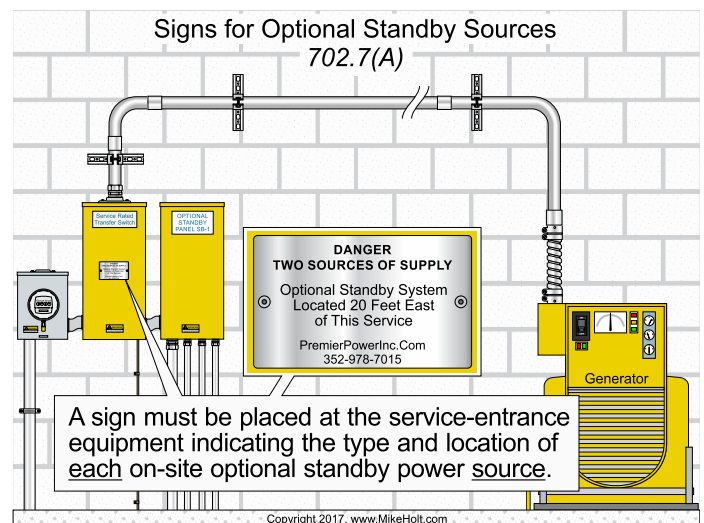 Signs for Optional Standby Sources
702.7(A)
Service Rated
Transfer Switch
OPTIONAL
STANDBY
PANEL SB-1
DANGER
TWO SOURCES OF SUPPLY
Optional Standby System
Located 20 Feet East
of This Service
PremierPowerInc.Com
352-978-7015
Generator
A sign must be placed at the service-entrance
equipment indicating the type and location of
each on-site optional standby power source.
Copyright 2017, www.MikeHolt.com